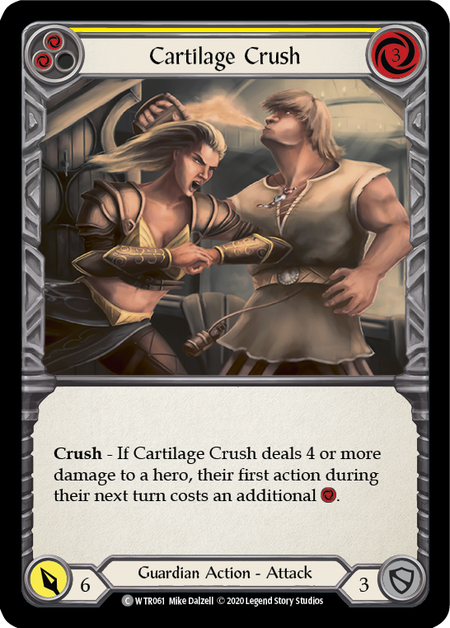 Cartilage Crush
3
Crush - If Cartilage Crush deals 4 or more
damage to a hero, their first action during
their next turn costs an additional .
6
Guardian Action - Attack
3
C WTR061 Mike Dalzell © 2020 Legend Story Studios